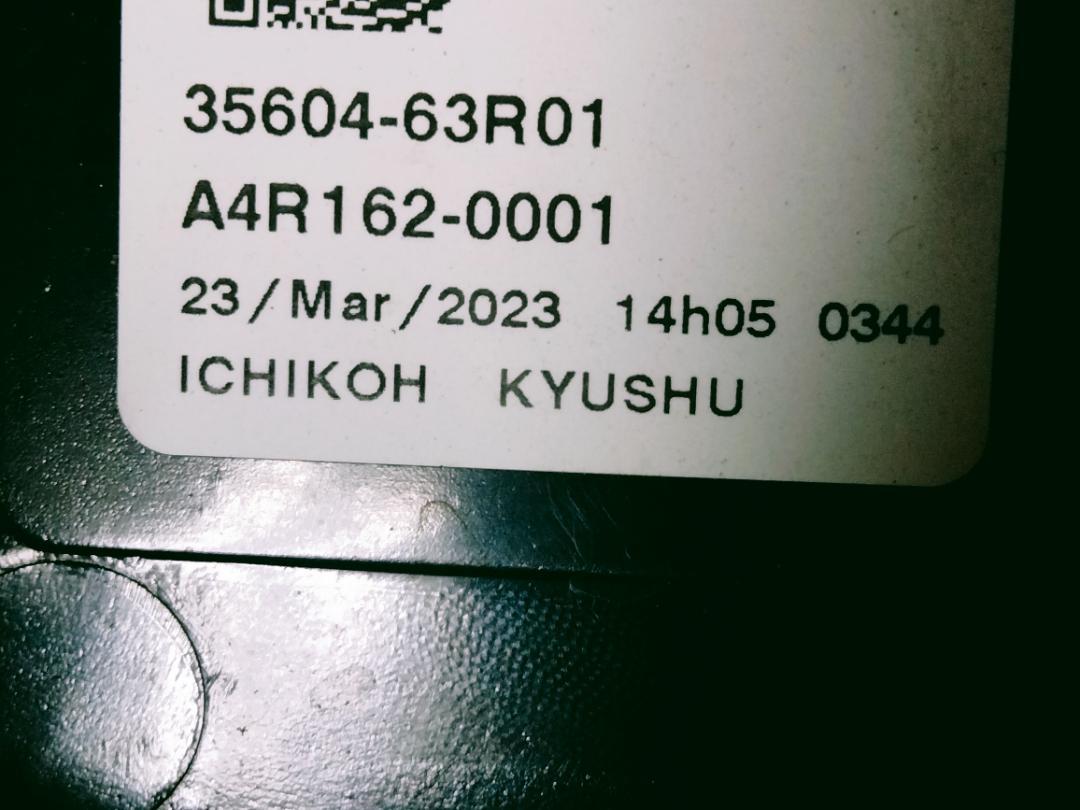 35604-63R01
A4R162-0001
23/Mar/2023 14h05 0344
ICHIKOH KYUSHU